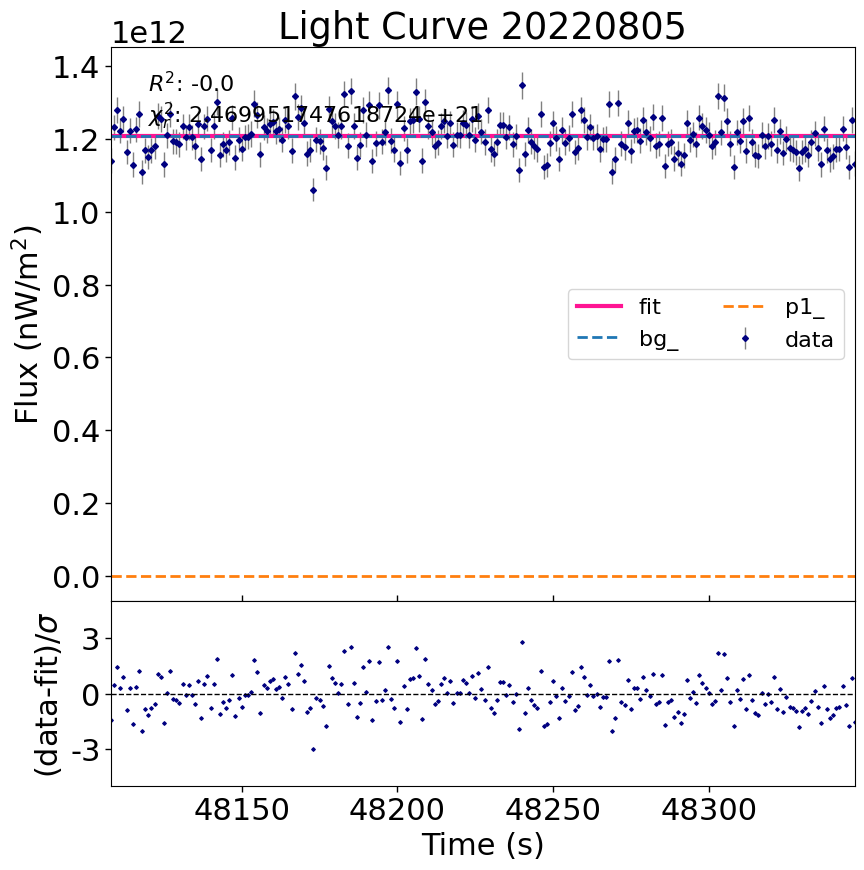 Light Curve 20220805
1e12
R²: -0.0
χ²ᵣ: 2.469951747618724e+21
1.4
1.2
1.0
0.8
0.6
0.4
0.2
0.0
Flux (nW/m²)
fit
bg_
p1_
data
3
0
-3
(data-fit)/σ
48150 48200 48250 48300
Time (s)